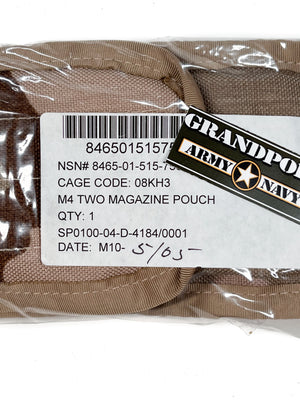 84650151575
NSN# 8465-01-515-75
CAGE CODE: 08KH3
M4 TWO MAGAZINE POUCH
QTY: 1
SP0100-04-D-4184/0001
DATE: M10- 5/05
GRANDPO
ARMY NAVY